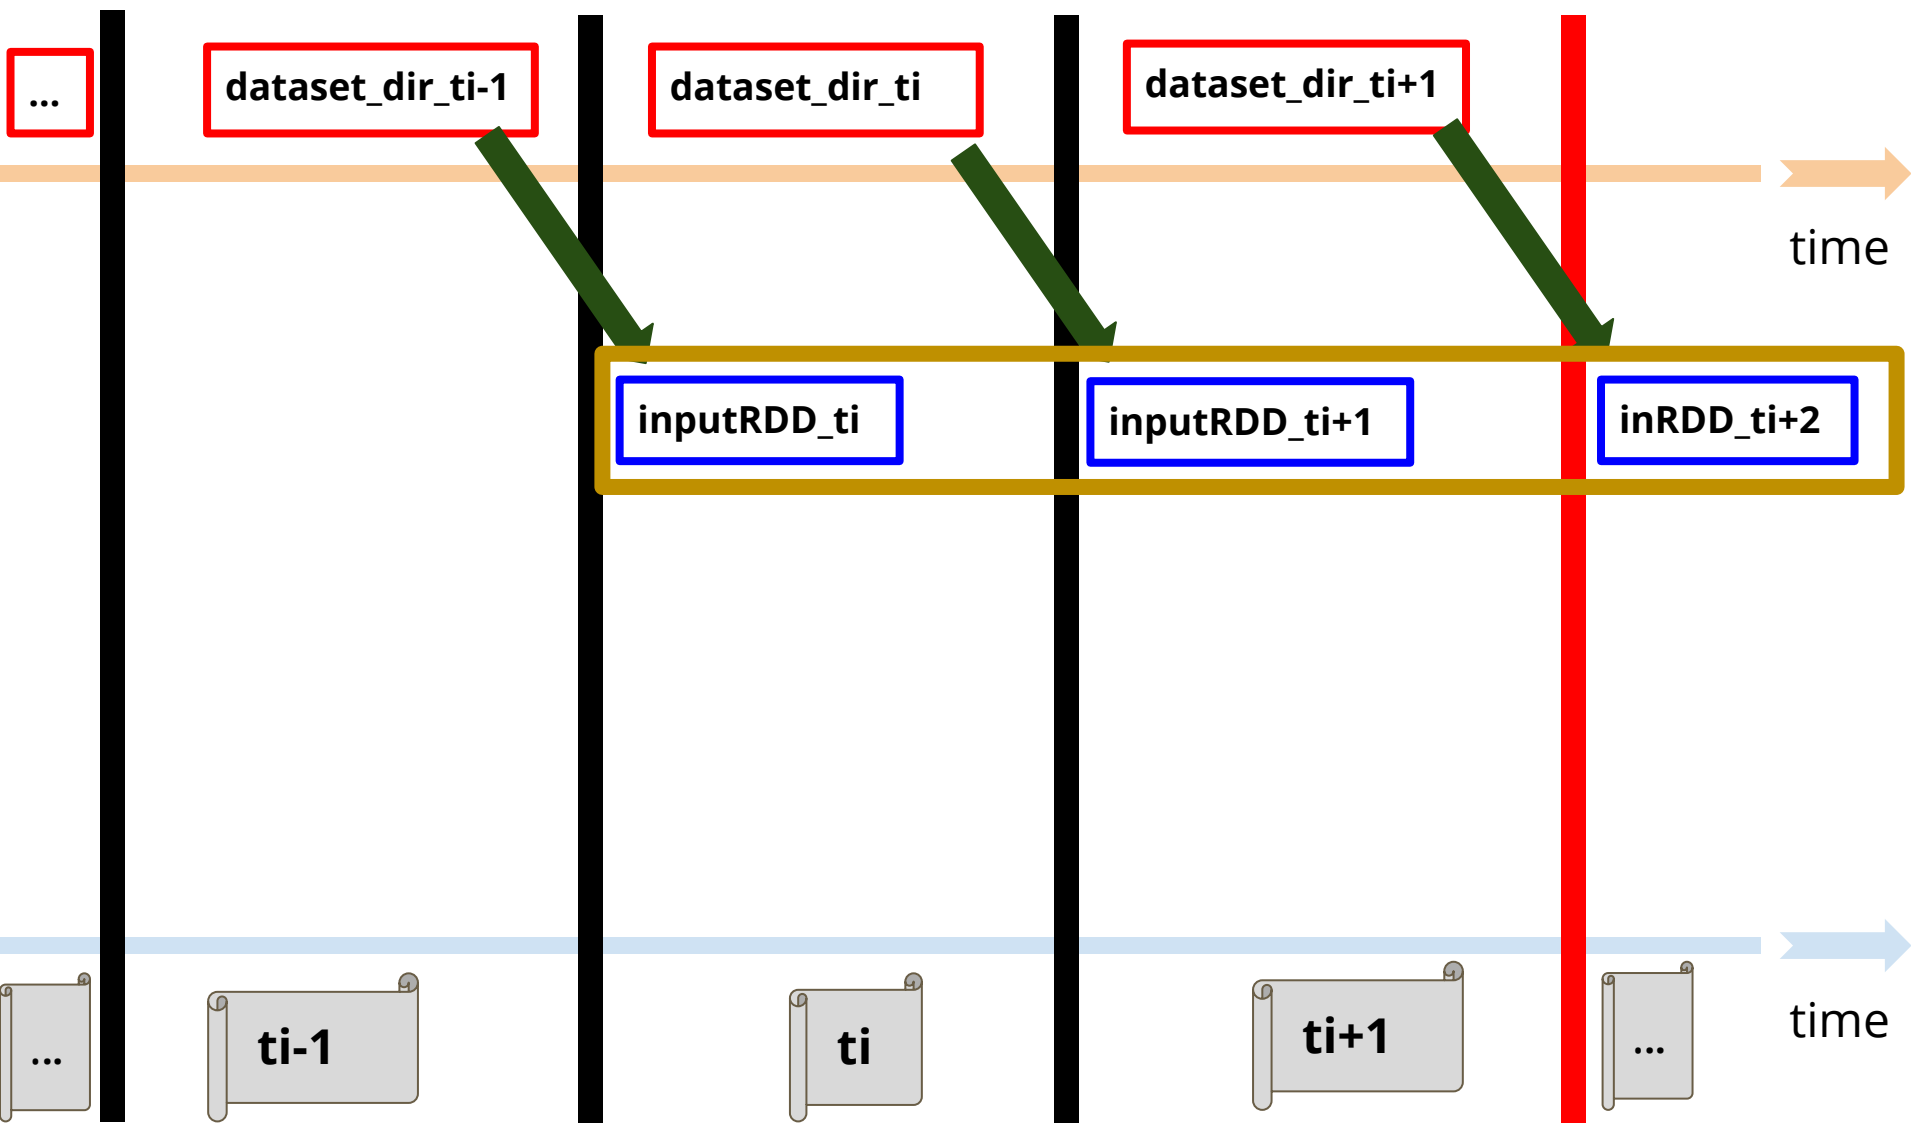 ...
dataset_dir_ti-1
dataset_dir_ti
dataset_dir_ti+1
time
inputRDD_ti
inputRDD_ti+1
inRDD_ti+2
...
ti-1
ti
ti+1
...
time